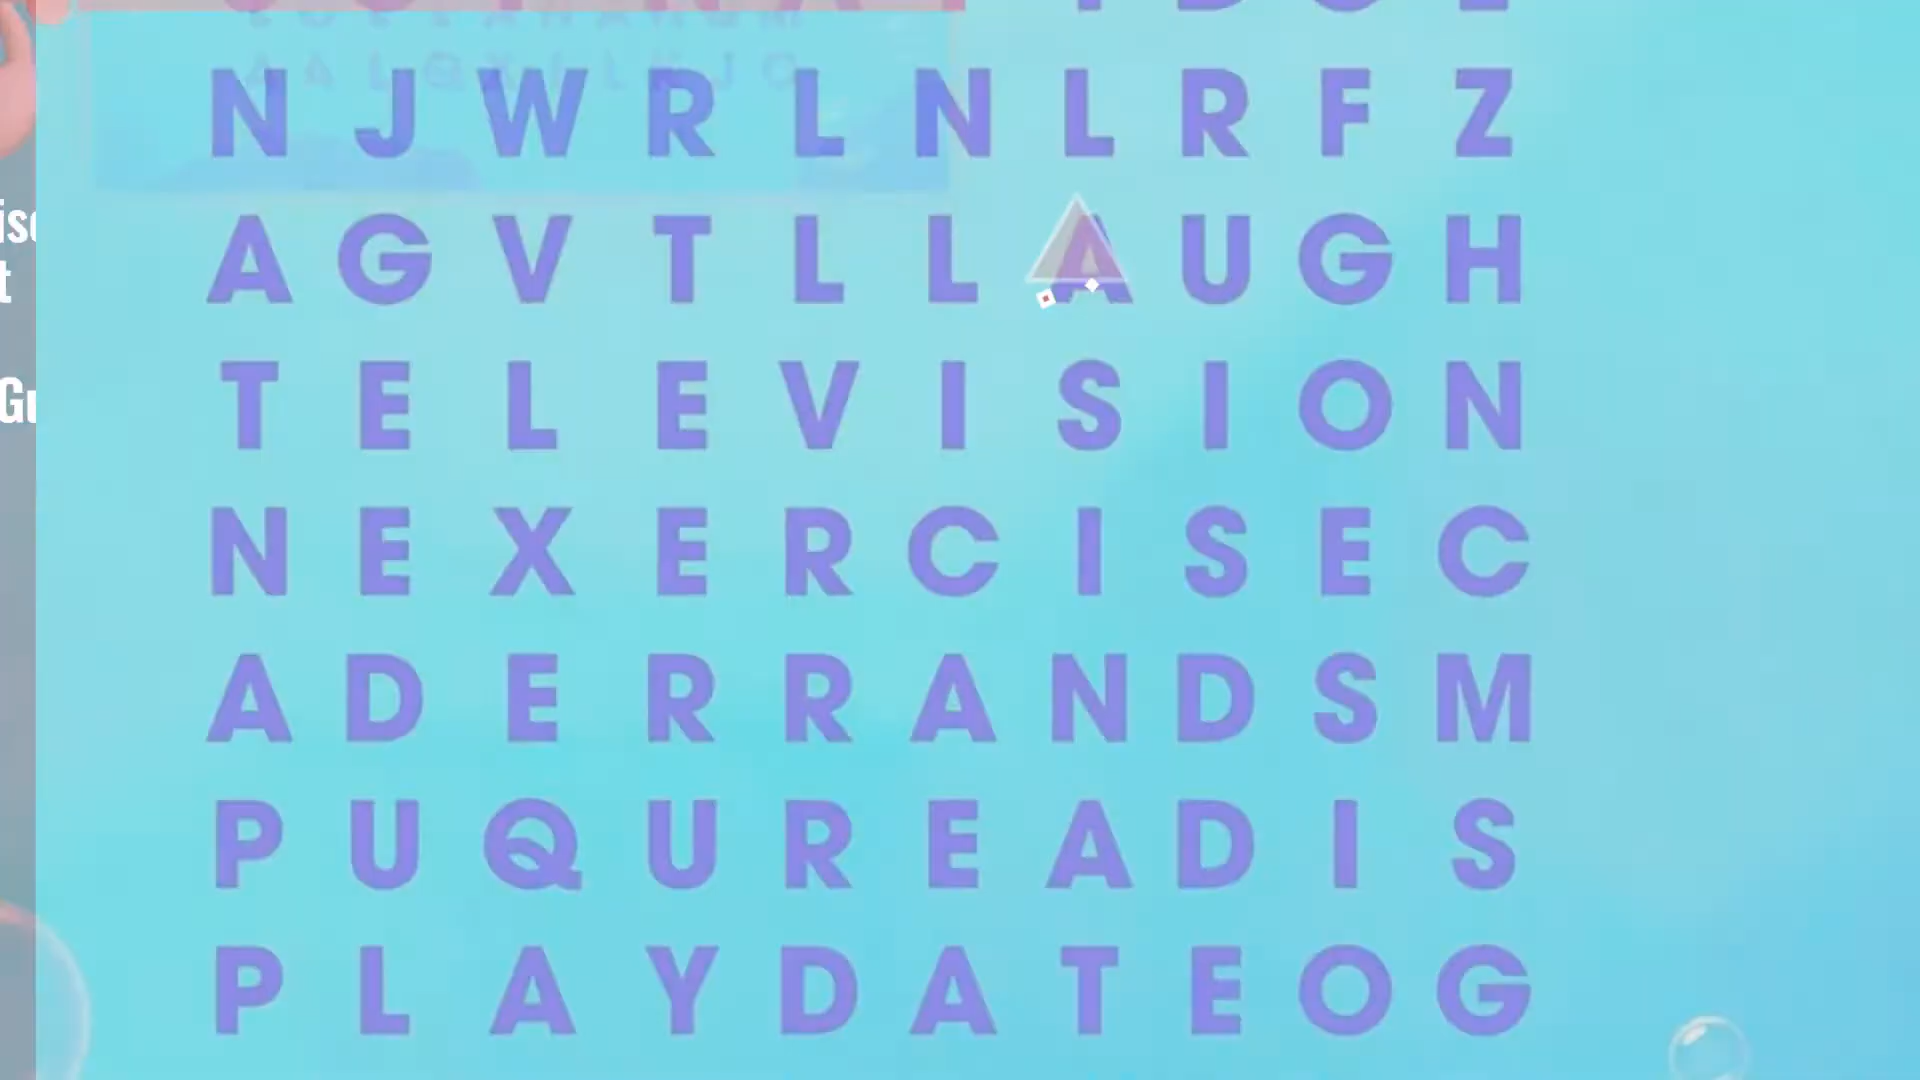 N J W R L N L R F Z
A G V T L L A U G H
T E L E V I S I O N
N E X E R C I S E C
A D E R R A N D S M
P U Q U R E A D I S
P L A Y D A T E O G